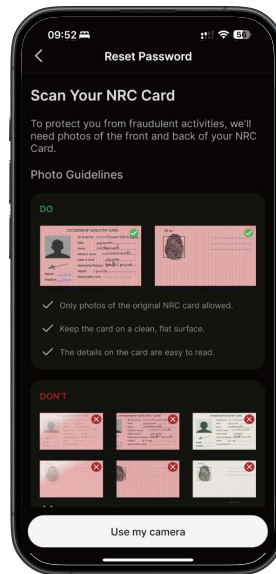 09:52
56
Reset Password
Scan Your NRC Card
To protect you from fraudulent activities, we'll
need photos of the front and back of your NRC
Card.
Photo Guidelines
DO
CITIZENSHIP SCRUTINY CARD
Only photos of the original NRC card allowed.
Keep the card on a clean, flat surface.
The details on the card are easy to read.
DON'T
Use my camera